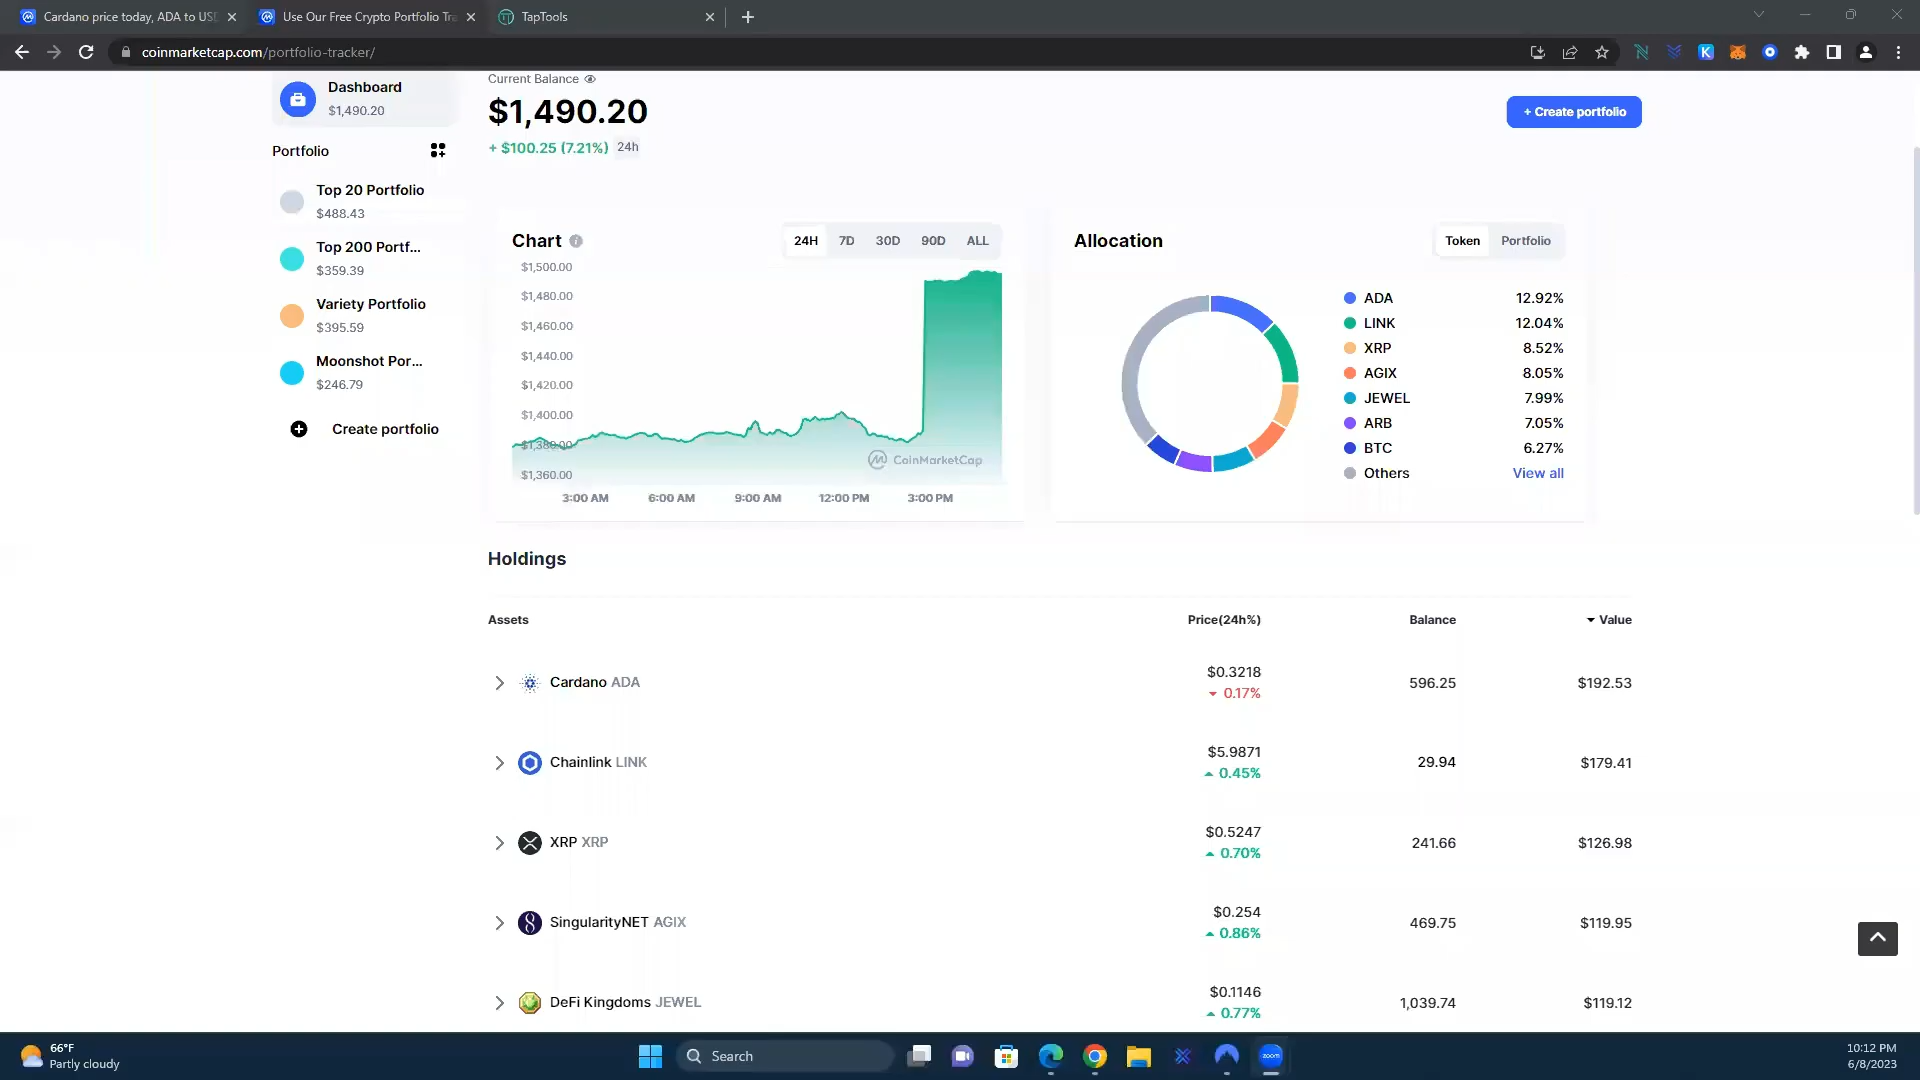 Cardano price today, ADA to USD
Use Our Free Crypto Portfolio Tra
TapTools
coinmarketcap.com/portfolio-tracker/
Dashboard
$1,490.20
Portfolio
Top 20 Portfolio
$488.43
Top 200 Portf...
$359.39
Variety Portfolio
$395.59
Moonshot Por...
$246.79
Create portfolio
Current Balance
$1,490.20
+ $100.25 (7.21%) 24h
+ Create portfolio
Chart
24H 7D 30D 90D ALL
$1,500.00
$1,480.00
$1,460.00
$1,440.00
$1,420.00
$1,400.00
$1,380.00
$1,360.00
CoinMarketCap
3:00 AM 6:00 AM 9:00 AM 12:00 PM 3:00 PM
Allocation
Token Portfolio
ADA 12.92%
LINK 12.04%
XRP 8.52%
AGIX 8.05%
JEWEL 7.99%
ARB 7.05%
BTC 6.27%
Others View all
Holdings
Assets Price(24h%) Balance Value
Cardano ADA $0.3218 596.25 $192.53
0.17%
Chainlink LINK $5.9871 29.94 $179.41
0.45%
XRP XRP $0.5247 241.66 $126.98
0.70%
SingularityNET AGIX $0.254 469.75 $119.95
0.86%
DeFi Kingdoms JEWEL $0.1146 1,039.74 $119.12
0.77%
66°F
Partly cloudy
Search
zoom
10:12 PM
6/8/2023